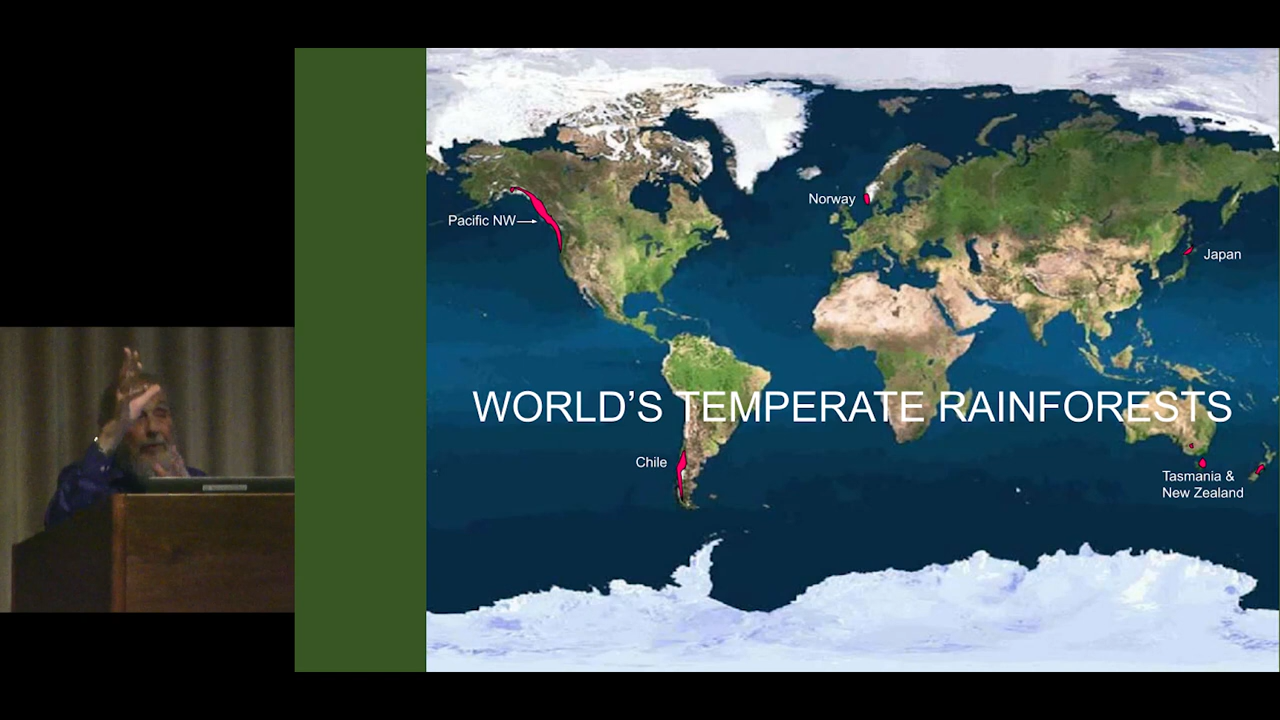 Norway
Pacific NW
Japan
WORLD'S TEMPERATE RAINFORESTS
Chile
Tasmania &
New Zealand